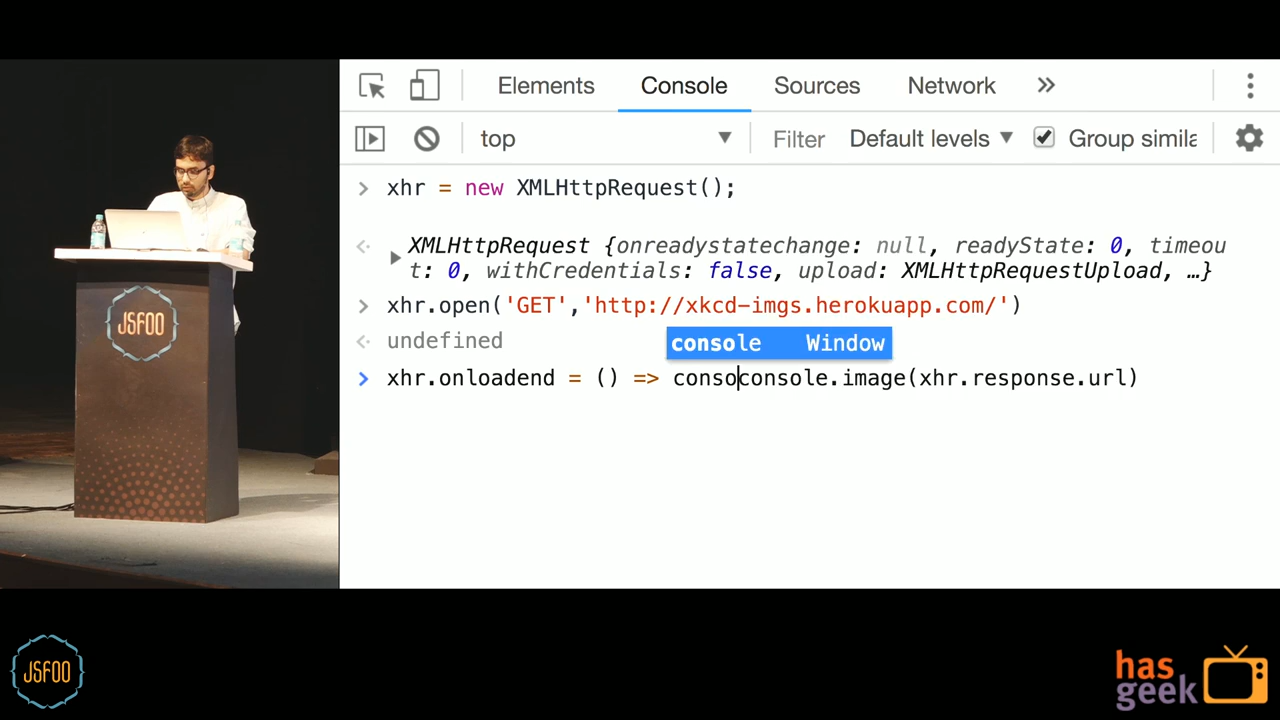 Elements Console Sources Network »
top Filter Default levels Group simila
> xhr = new XMLHttpRequest();
XMLHttpRequest {onreadystatechange: null, readyState: 0, timeou
t: 0, withCredentials: false, upload: XMLHttpRequestUpload, …}
> xhr.open('GET','http://xkcd-imgs.herokuapp.com/')
undefined
console Window
> xhr.onloadend = () => consoconsole.image(xhr.response.url)
JSFOO
JSFOO
has
geek